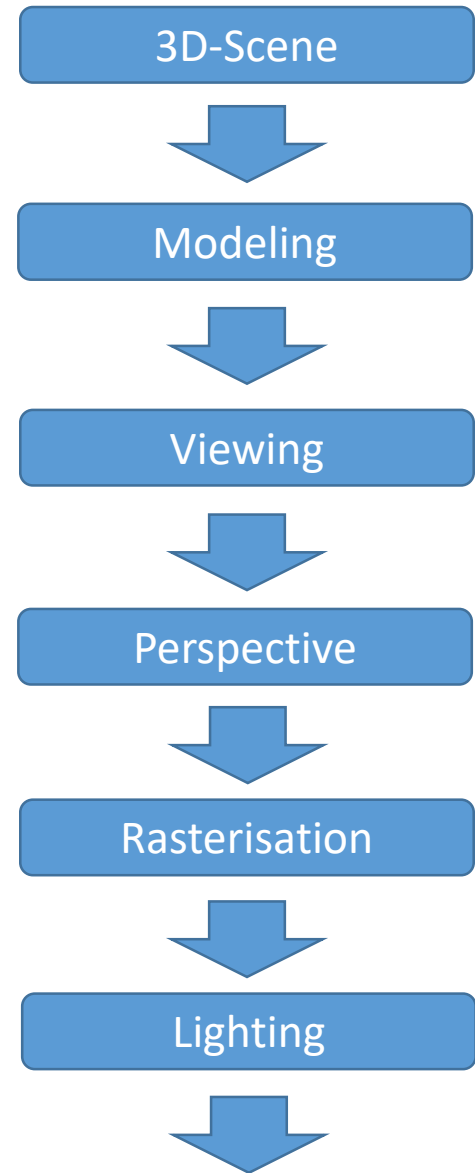 3D-Scene
Modeling
Viewing
Perspective
Rasterisation
Lighting